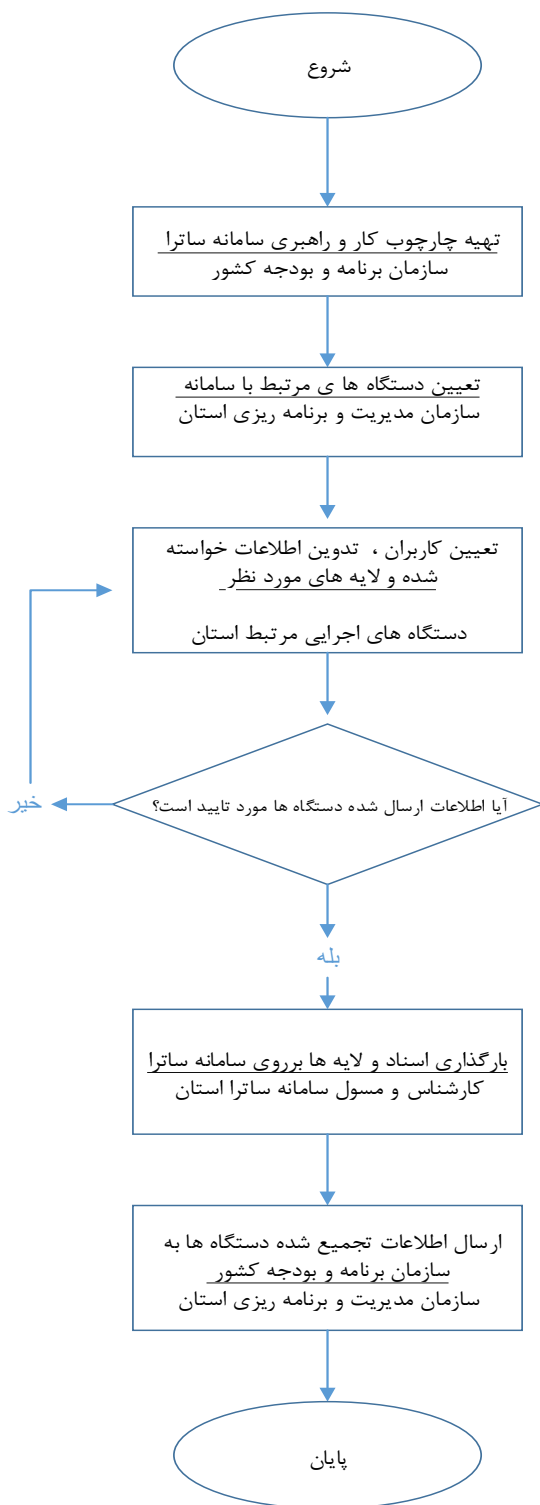 شروع
تهیه چارچوب کار و راهبری سامانه ساترا
سازمان برنامه و بودجه کشور
تعیین دستگاه ها ی مرتبط با سامانه
سازمان مدیریت و برنامه ریزی استان
تعیین کاربران ، تدوین اطلاعات خواسته
شده و لایه های مورد نظر
دستگاه های اجرایی مرتبط استان
آیا اطلاعات ارسال شده دستگاه ها مورد تایید است؟
خیر
بله
بارگذاری اسناد و لایه ها برروی سامانه ساترا
کارشناس و مسول سامانه ساترا استان
ارسال اطلاعات تجمیع شده دستگاه ها به
سازمان برنامه و بودجه کشور
سازمان مدیریت و برنامه ریزی استان
پایان